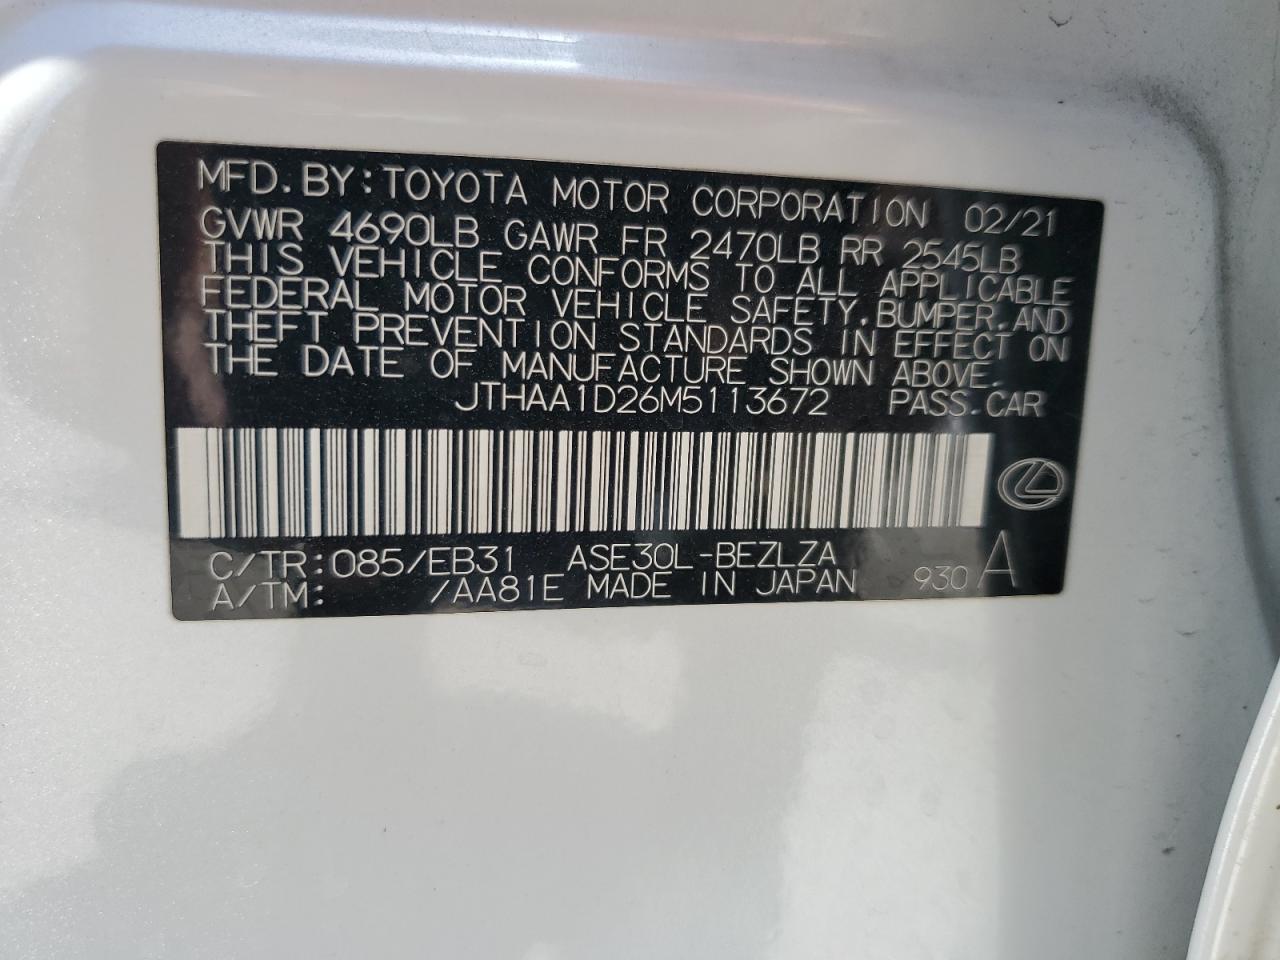 MFD. BY: TOYOTA MOTOR CORPORATION 02/21
GVWR 4690LB GAWR FR 2470LB RR 2545LB
THIS VEHICLE CONFORMS TO ALL APPLICABLE
FEDERAL MOTOR VEHICLE SAFETY, BUMPER, AND
THEFT PREVENTION STANDARDS IN EFFECT ON
THE DATE OF MANUFACTURE SHOWN ABOVE.
JTHAA1D26M5113672 PASS. CAR
C/TR: 085/EB31 ASE30L-BEZLZA
A/TM: /AA81E MADE IN JAPAN 930 A